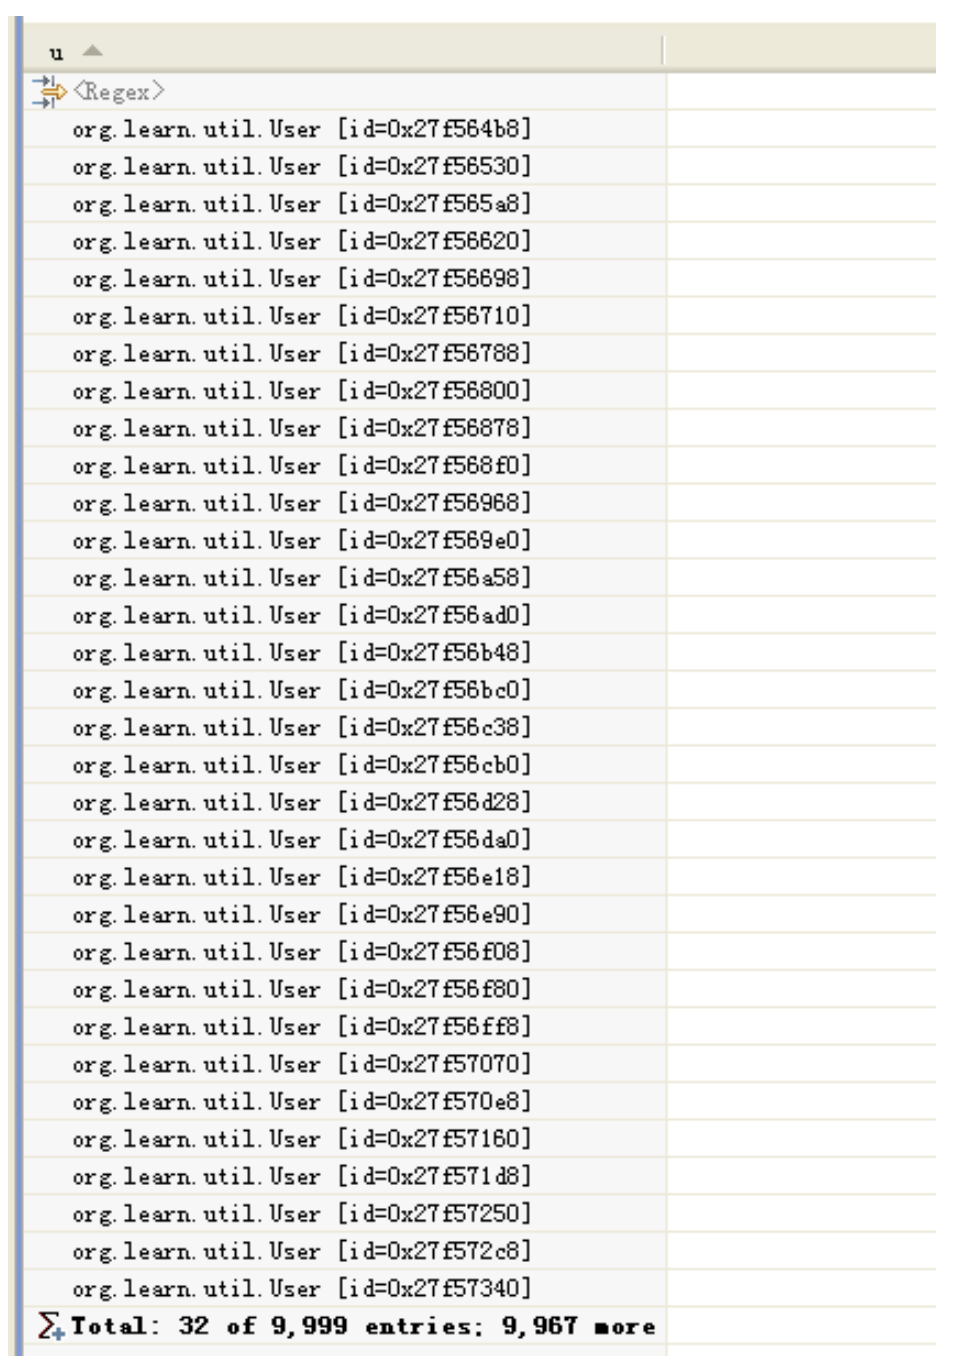 u
<Regex>
org.learn.util.User [id=0x27f564b8]
org.learn.util.User [id=0x27f56530]
org.learn.util.User [id=0x27f565a8]
org.learn.util.User [id=0x27f56620]
org.learn.util.User [id=0x27f56698]
org.learn.util.User [id=0x27f56710]
org.learn.util.User [id=0x27f56788]
org.learn.util.User [id=0x27f56800]
org.learn.util.User [id=0x27f56878]
org.learn.util.User [id=0x27f568f0]
org.learn.util.User [id=0x27f56968]
org.learn.util.User [id=0x27f569e0]
org.learn.util.User [id=0x27f56a58]
org.learn.util.User [id=0x27f56ad0]
org.learn.util.User [id=0x27f56b48]
org.learn.util.User [id=0x27f56bc0]
org.learn.util.User [id=0x27f56c38]
org.learn.util.User [id=0x27f56cb0]
org.learn.util.User [id=0x27f56d28]
org.learn.util.User [id=0x27f56da0]
org.learn.util.User [id=0x27f56e18]
org.learn.util.User [id=0x27f56e90]
org.learn.util.User [id=0x27f56f08]
org.learn.util.User [id=0x27f56f80]
org.learn.util.User [id=0x27f56ff8]
org.learn.util.User [id=0x27f57070]
org.learn.util.User [id=0x27f570e8]
org.learn.util.User [id=0x27f57160]
org.learn.util.User [id=0x27f571d8]
org.learn.util.User [id=0x27f57250]
org.learn.util.User [id=0x27f572c8]
org.learn.util.User [id=0x27f57340]
Total: 32 of 9,999 entries; 9,967 more